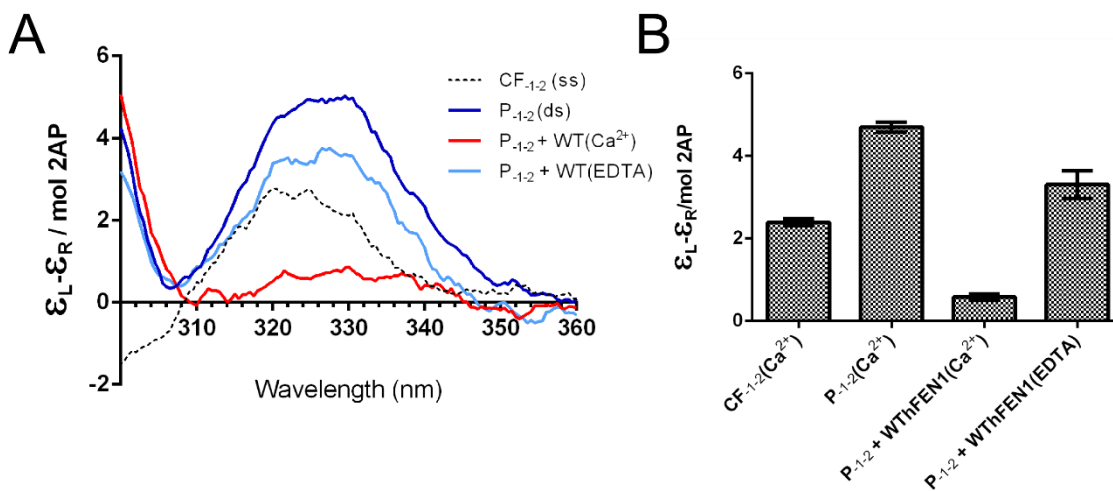 A
6
4
2
0
-2
εL-εR / mol 2AP
310
320
330
340
350
360
Wavelength (nm)
CF-1-2 (ss)
P-1-2 (ds)
P-1-2 + WT(Ca2+)
P-1-2 + WT(EDTA)
B
6
4
2
0
εL-εR/mol 2AP
CF-1-2(Ca2+)
P-1-2(Ca2+)
P-1-2 + WThFEN1(Ca2+)
P-1-2 + WThFEN1(EDTA)